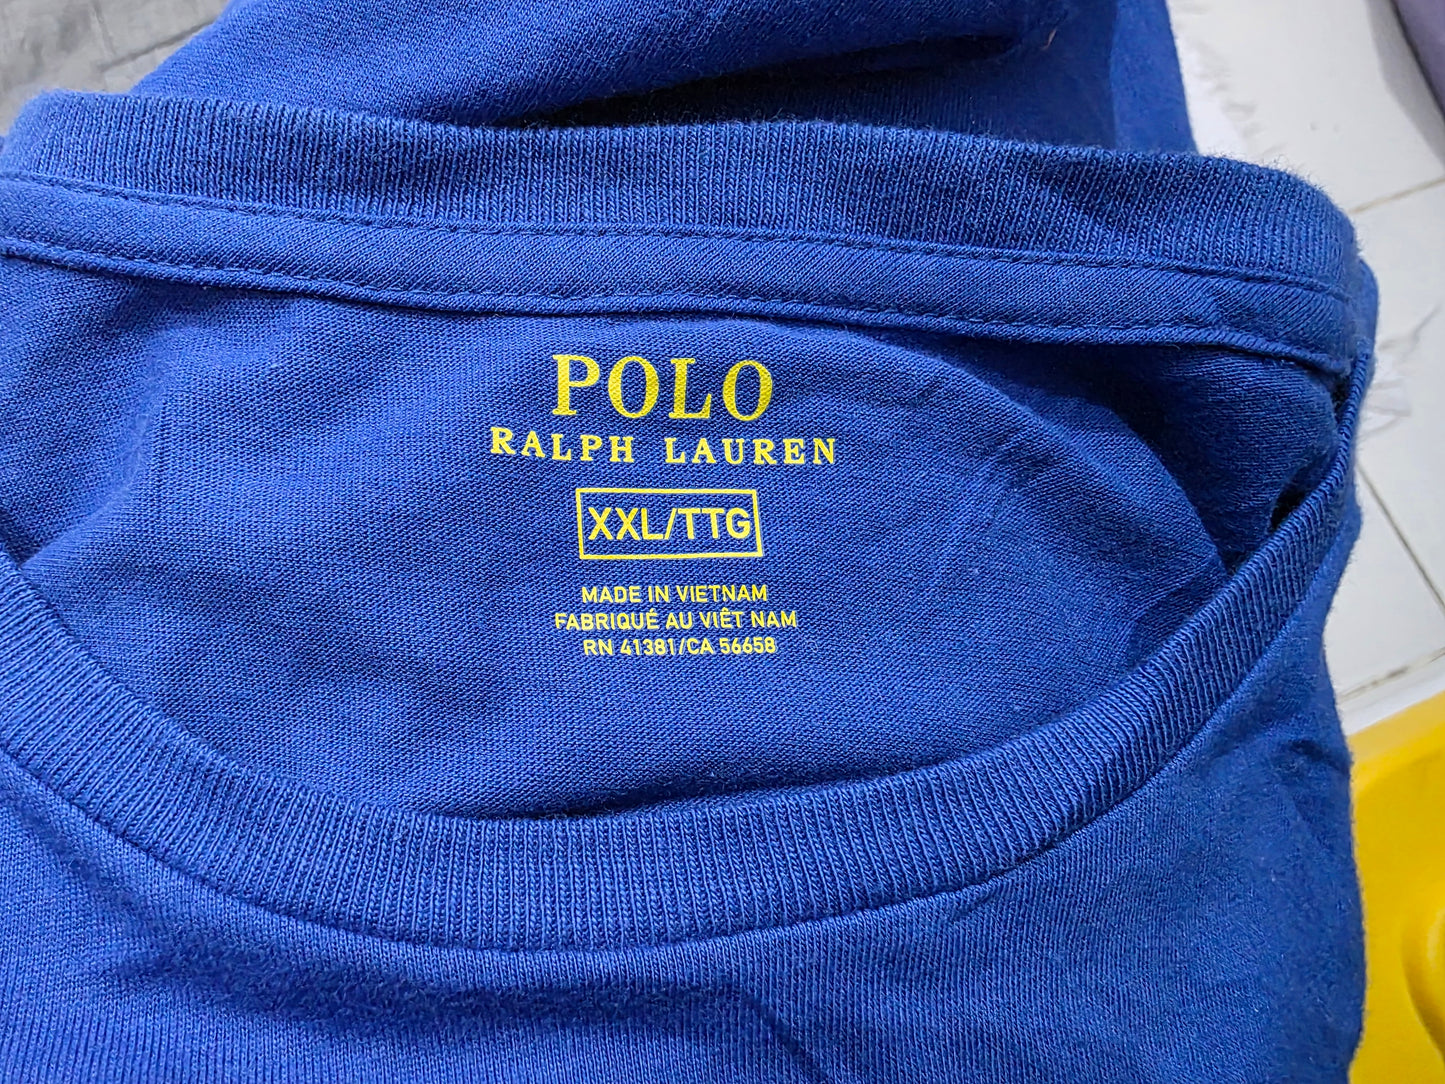 POLO
RALPH LAUREN
XXL/TTG
MADE IN VIETNAM
FABRIQUÉ AU VIÊT NAM
RN 41381/CA 56658